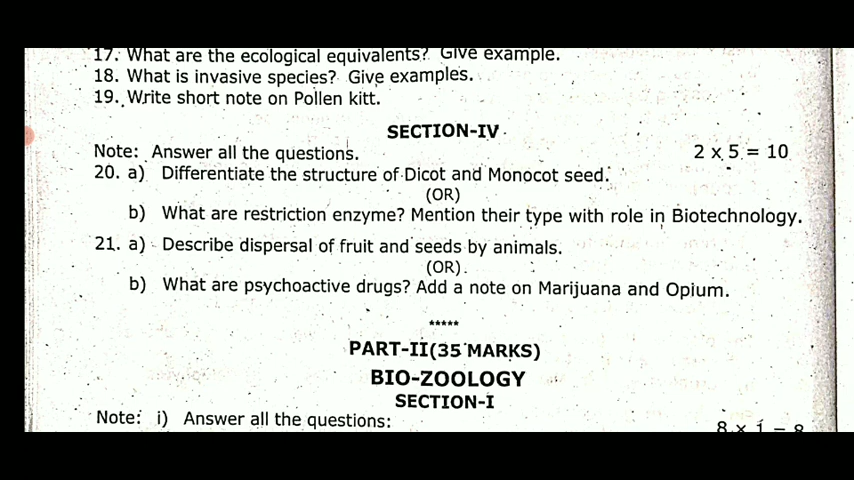 17. What are the ecological equivalents? Give example.
18. What is invasive species? Give examples.
19. Write short note on Pollen kitt.
SECTION-IV
Note: Answer all the questions. 2 x 5 = 10
20. a) Differentiate the structure of Dicot and Monocot seed.
(OR)
b) What are restriction enzyme? Mention their type with role in Biotechnology.
21. a) Describe dispersal of fruit and seeds by animals.
(OR)
b) What are psychoactive drugs? Add a note on Marijuana and Opium.
*****
PART-II(35 MARKS)
BIO-ZOOLOGY
SECTION-I
Note: i) Answer all the questions: 8 x 1 = 8